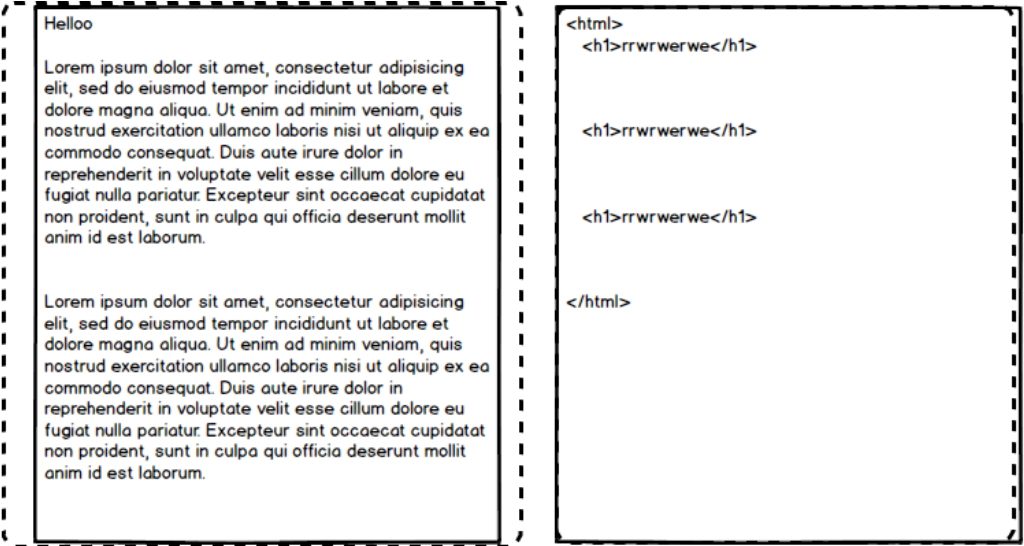 Helloo
Lorem ipsum dolor sit amet, consectetur adipisicing
elit, sed do eiusmod tempor incididunt ut labore et
dolore magna aliqua. Ut enim ad minim veniam, quis
nostrud exercitation ullamco laboris nisi ut aliquip ex ea
commodo consequat. Duis aute irure dolor in
reprehenderit in voluptate velit esse cillum dolore eu
fugiat nulla pariatur. Excepteur sint occaecat cupidatat
non proident, sunt in culpa qui officia deserunt mollit
anim id est laborum.
Lorem ipsum dolor sit amet, consectetur adipisicing
elit, sed do eiusmod tempor incididunt ut labore et
dolore magna aliqua. Ut enim ad minim veniam, quis
nostrud exercitation ullamco laboris nisi ut aliquip ex ea
commodo consequat. Duis aute irure dolor in
reprehenderit in voluptate velit esse cillum dolore eu
fugiat nulla pariatur. Excepteur sint occaecat cupidatat
non proident, sunt in culpa qui officia deserunt mollit
anim id est laborum.
<html>
<h1>rrwrwerwe</h1>
<h1>rrwrwerwe</h1>
<h1>rrwrwerwe</h1>
</html>